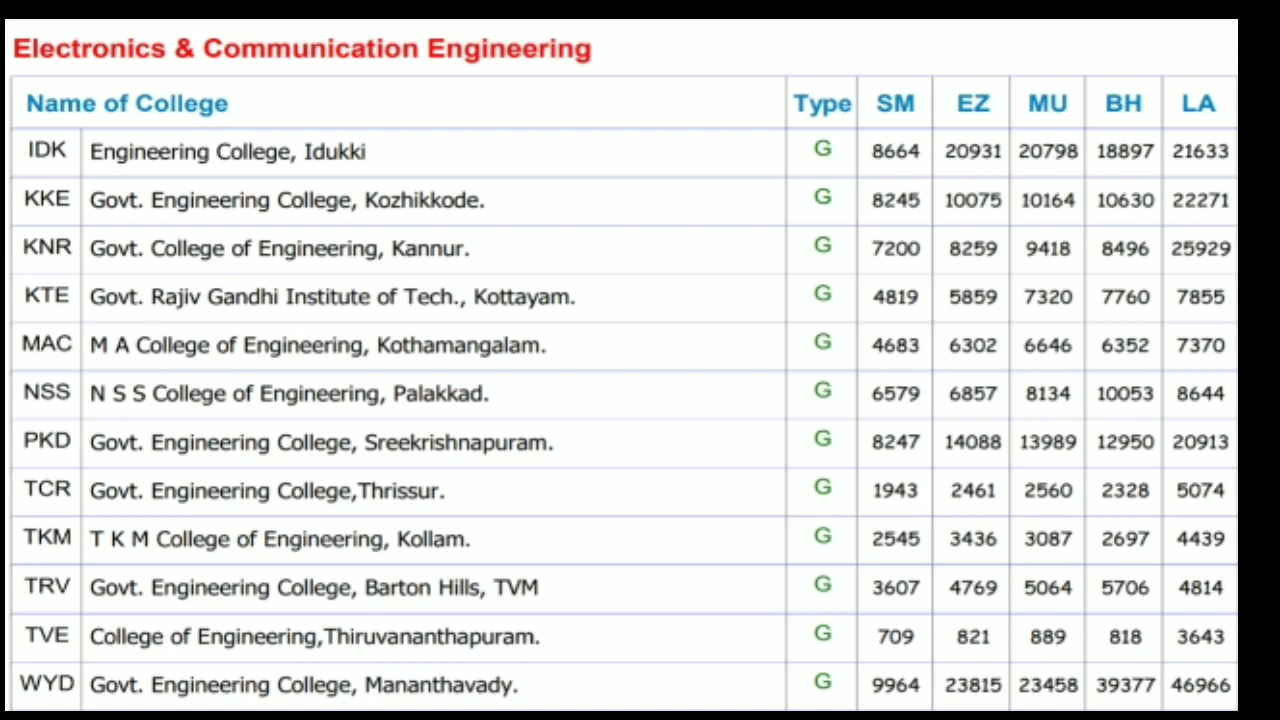 Electronics & Communication Engineering
Name of College Type SM EZ MU BH LA
IDK Engineering College, Idukki G 8664 20931 20798 18897 21633
KKE Govt. Engineering College, Kozhikkode. G 8245 10075 10164 10630 22271
KNR Govt. College of Engineering, Kannur. G 7200 8259 9418 8496 25929
KTE Govt. Rajiv Gandhi Institute of Tech., Kottayam. G 4819 5859 7320 7760 7855
MAC M A College of Engineering, Kothamangalam. G 4683 6302 6646 6352 7370
NSS N S S College of Engineering, Palakkad. G 6579 6857 8134 10053 8644
PKD Govt. Engineering College, Sreekrishnapuram. G 8247 14088 13989 12950 20913
TCR Govt. Engineering College,Thrissur. G 1943 2461 2560 2328 5074
TKM T K M College of Engineering, Kollam. G 2545 3436 3087 2697 4439
TRV Govt. Engineering College, Barton Hills, TVM G 3607 4769 5064 5706 4814
TVE College of Engineering,Thiruvananthapuram. G 709 821 889 818 3643
WYD Govt. Engineering College, Mananthavady. G 9964 23815 23458 39377 46966